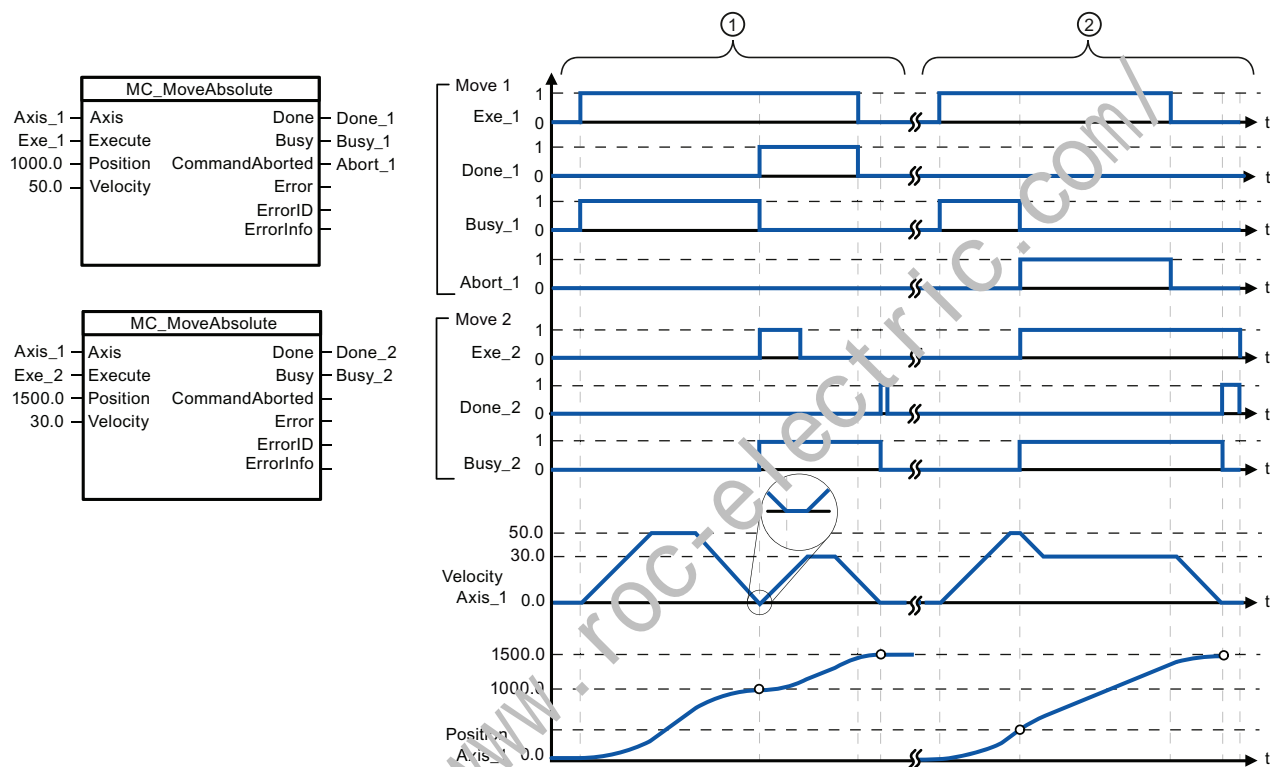 1
2
MC_MoveAbsolute
Axis_1 Axis Done Done_1
Exe_1 Execute Busy Busy_1
1000.0 Position CommandAborted Abort_1
50.0 Velocity Error
ErrorID
ErrorInfo
MC_MoveAbsolute
Axis_1 Axis Done Done_2
Exe_2 Execute Busy Busy_2
1500.0 Position CommandAborted
30.0 Velocity Error
ErrorID
ErrorInfo
Move 1
Exe_1
1
0
t
Done_1
1
0
t
Busy_1
1
0
t
Abort_1
1
0
t
Move 2
Exe_2
1
0
t
Done_2
1
0
t
Busy_2
1
0
t
Velocity
Axis_1
50.0
30.0
0.0
t
Position
Axis_1
1500.0
1000.0
0.0
t
www.roc-electric.com/